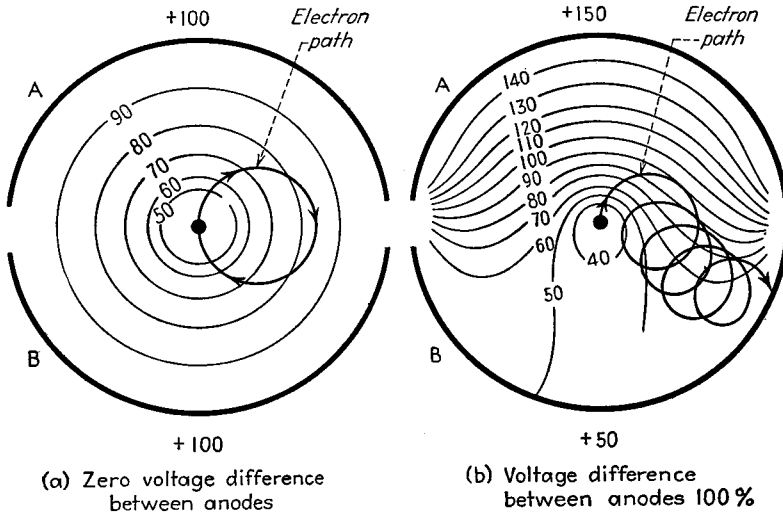 +100
Electron
path
A
90
80
70
60
50
B
+100
(a) Zero voltage difference
between anodes
+150
Electron
path
A
140
130
120
110
100
90
80
70
60
40
50
B
+50
(b) Voltage difference
between anodes 100%